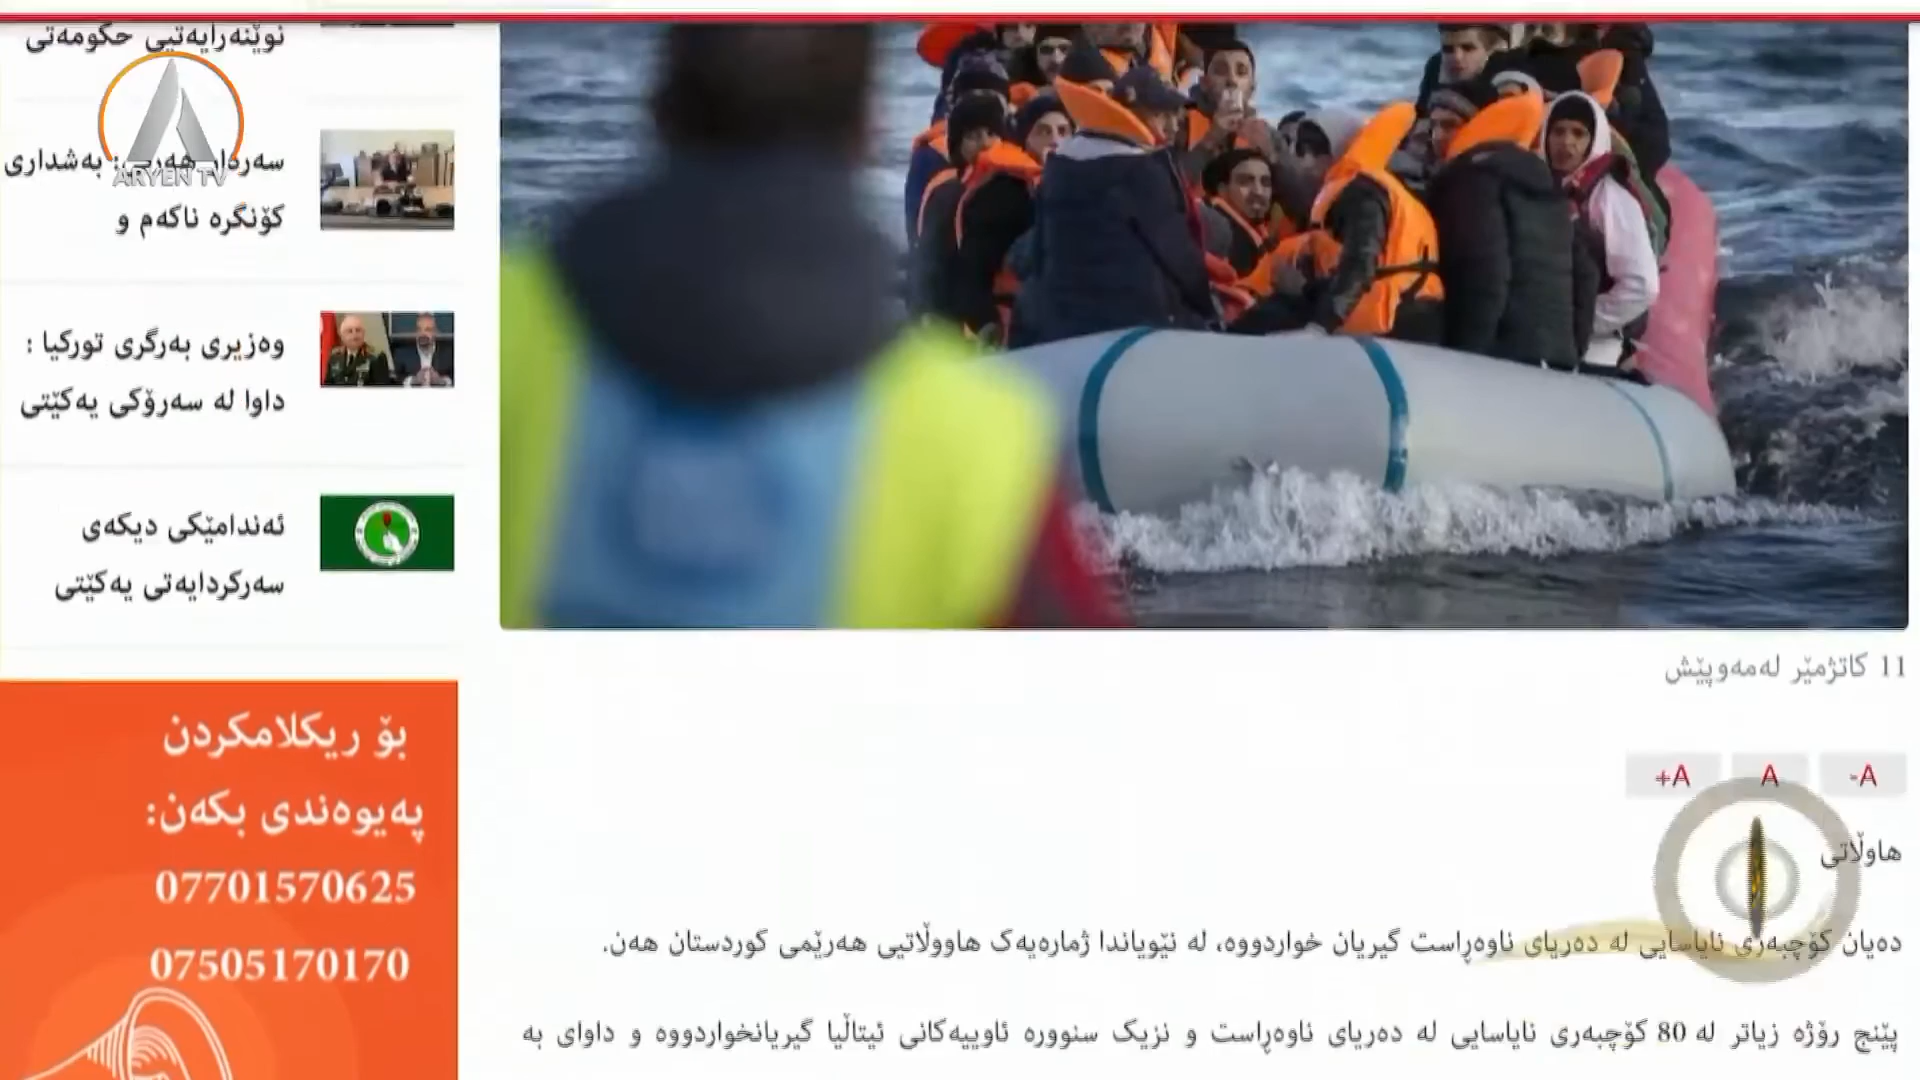 نوێنەرایەتیی حکومەتی
ARYEN TV
سەردار هەرکی: بەشداری
کۆنگرە ناکەم و
وەزیری بەرگری تورکیا :
داوا لە سەرۆکی یەکێتی
ئەندامێکی دیکەی
سەرکردایەتی یەکێتی
بۆ ریکلامکردن
پەیوەندی بکەن:
07701570625
07505170170
11 کاتژمێر لەمەوپێش
+A A -A
هاوڵاتی
دەیان کۆچبەری نایاسایی لە دەریای ناوەڕاست گیریان خواردووە، لە نێویاندا ژمارەیەک هاووڵاتیی هەرێمی کوردستان هەن.
پێنج رۆژە زیاتر لە 80 کۆچبەری نایاسایی لە دەریای ناوەڕاست و نزیک سنوورە ئاوییەکانی ئیتاڵیا گیریانخواردووە و داوای بە